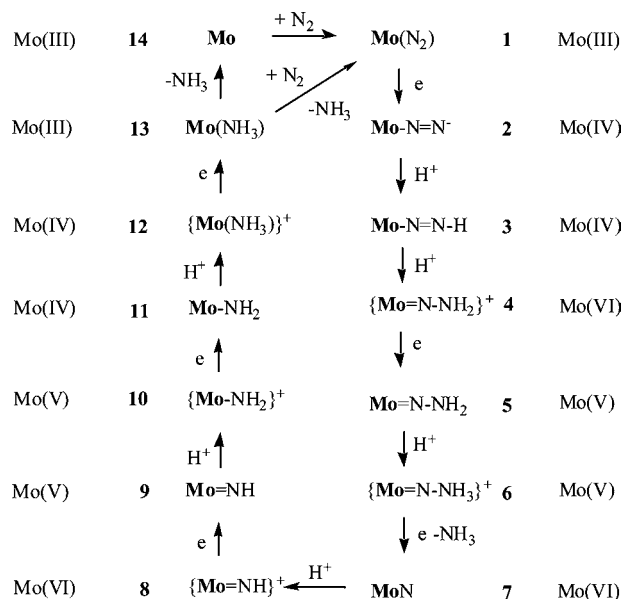 Mo(III) 14 Mo + N₂ Mo(N₂) 1 Mo(III)
-NH₃ + N₂ -NH₃ e
Mo(III) 13 Mo(NH₃) Mo-N=N⁻ 2 Mo(IV)
e H⁺
Mo(IV) 12 {Mo(NH₃)}⁺ Mo-N=N-H 3 Mo(IV)
H⁺ H⁺
Mo(IV) 11 Mo-NH₂ {Mo=N-NH₂}⁺ 4 Mo(VI)
e e
Mo(V) 10 {Mo-NH₂}⁺ Mo=N-NH₂ 5 Mo(V)
H⁺ H⁺
Mo(V) 9 Mo=NH {Mo=N-NH₃}⁺ 6 Mo(V)
e e -NH₃
Mo(VI) 8 {Mo=NH}⁺ H⁺ MoN 7 Mo(VI)